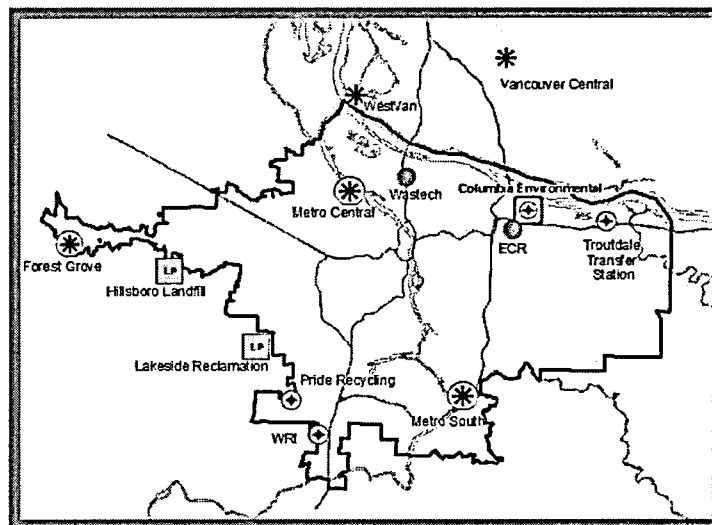 Vancouver Central
WestVan
Wastech
Columbia Environmental
Metro Central
ECR
Troutdale
Transfer
Station
Forest Grove
LF
Hillsboro Landfill
LF
Lakeside Reclamation
Pride Recycling
Metro South
WRI